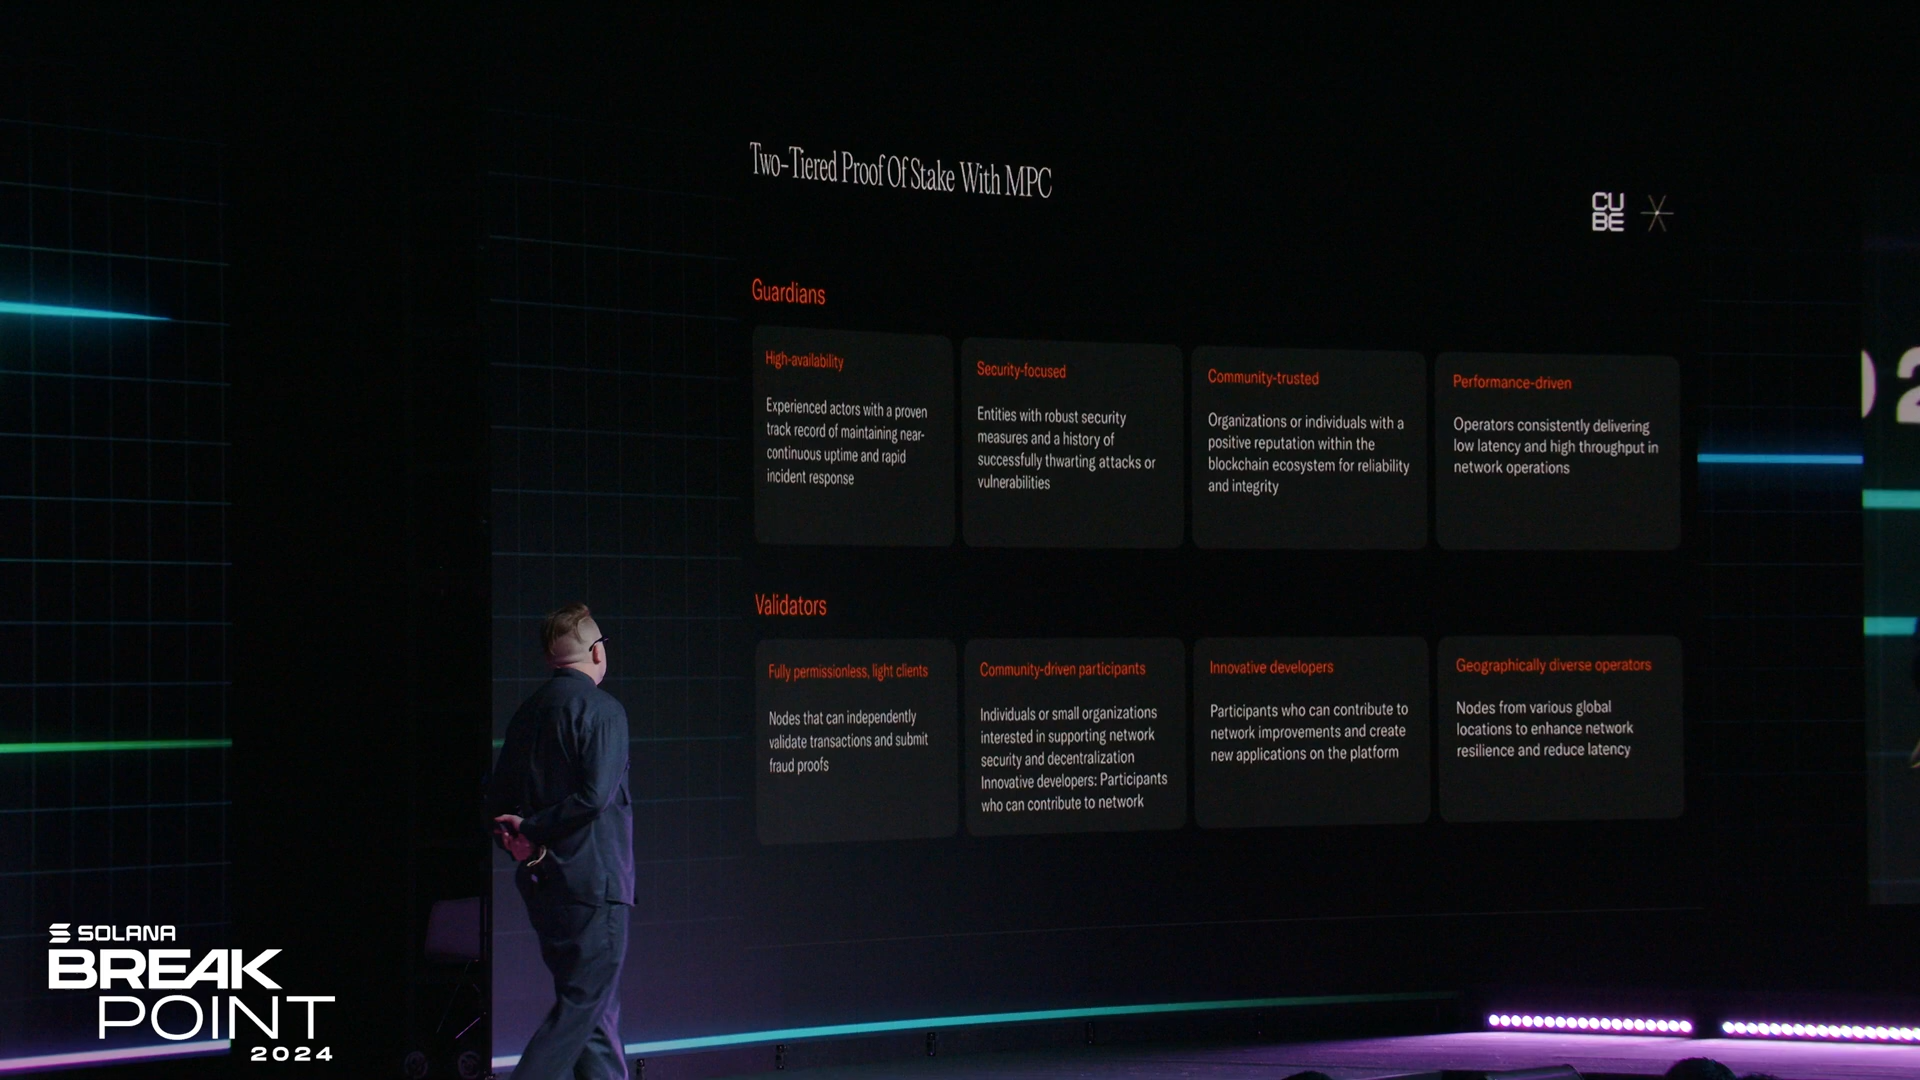 Two-Tiered Proof Of Stake With MPC
CU
BE
Guardians
High-availability
Experienced actors with a proven
track record of maintaining near-
continuous uptime and rapid
incident response
Security-focused
Entities with robust security
measures and a history of
successfully thwarting attacks or
vulnerabilities
Community-trusted
Organizations or individuals with a
positive reputation within the
blockchain ecosystem for reliability
and integrity
Performance-driven
Operators consistently delivering
low latency and high throughput in
network operations
Validators
Fully permissionless, light clients
Nodes that can independently
validate transactions and submit
fraud proofs
Community-driven participants
Individuals or small organizations
interested in supporting network
security and decentralization
Innovative developers: Participants
who can contribute to network
Innovative developers
Participants who can contribute to
network improvements and create
new applications on the platform
Geographically diverse operators
Nodes from various global
locations to enhance network
resilience and reduce latency
SOLANA
BREAK
POINT
2024